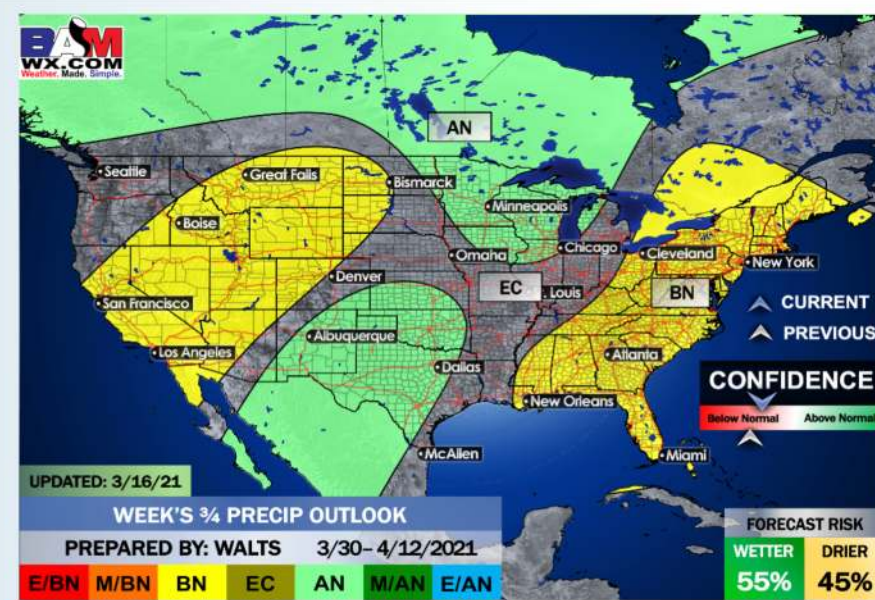 BAM
WX.COM
Weather. Made. Simple.
AN
Seattle
Great Falls
Bismarck
Minneapolis
Boise
Omaha
Chicago
Cleveland
New York
Denver
EC
. Louis
BN
San Francisco
CURRENT
PREVIOUS
Albuquerque
Los Angeles
Dallas
Atlanta
CONFIDENCE
New Orleans
Below Normal Above Normal
McAllen
Miami
UPDATED: 3/16/21
WEEK'S ¾ PRECIP OUTLOOK
PREPARED BY: WALTS 3/30– 4/12/2021
E/BN M/BN BN EC AN M/AN E/AN
FORECAST RISK
WETTER DRIER
55% 45%